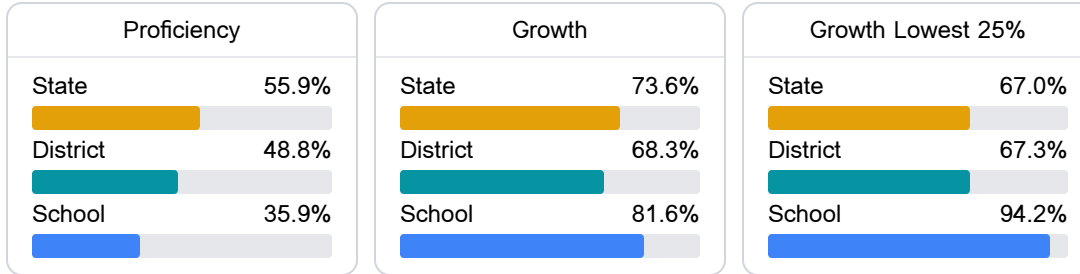 Proficiency
State 55.9%
District 48.8%
School 35.9%
Growth
State 73.6%
District 68.3%
School 81.6%
Growth Lowest 25%
State 67.0%
District 67.3%
School 94.2%